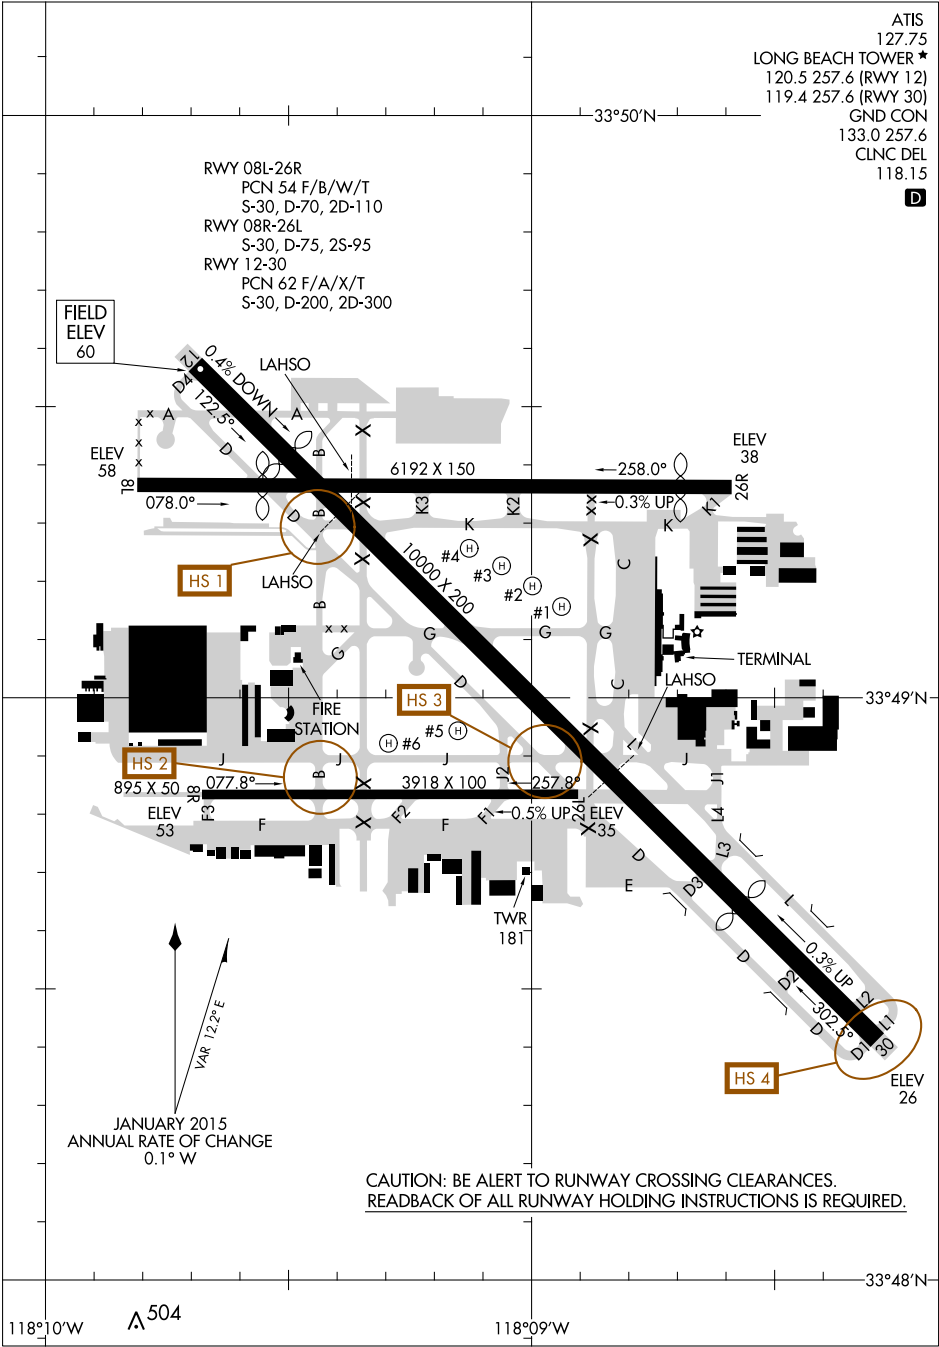 ATIS
127.75
LONG BEACH TOWER ★
120.5 257.6 (RWY 12)
119.4 257.6 (RWY 30)
GND CON
133.0 257.6
CLNC DEL
118.15
D
33°50'N
RWY 08L-26R
PCN 54 F/B/W/T
S-30, D-70, 2D-110
RWY 08R-26L
S-30, D-75, 2S-95
RWY 12-30
PCN 62 F/A/X/T
S-30, D-200, 2D-300
FIELD
ELEV
60
12
D4
0.4% DOWN
122.5°
LAHSO
A
A
D
B
X
x
x
x
x
ELEV
58
8L
078.0°
6192 X 150
258.0°
ELEV
38
26R
0.3% UP
x
x
X
K3
K2
K1
K
K
D
B
HS 1
LAHSO
X
X
10000 X 200
#4 H
#3 H
#2 H
#1 H
C
B
x x
G
G
G
G
D
C
TERMINAL
LAHSO
FIRE
STATION
HS 3
#5 H
H #6
33°49'N
X
L
HS 2
J
J
J
J
J2
J1
B
X
895 X 50
077.8°
3918 X 100
257.8°
8R
26L
ELEV
53
F3
F
X
F2
F
F1
0.5% UP
ELEV
35
X
L4
L3
D
E
D3
L
TWR
181
D
0.3% UP
D2
302.5°
L2
L1
D
D1
30
HS 4
ELEV
26
VAR 12.2° E
JANUARY 2015
ANNUAL RATE OF CHANGE
0.1° W
CAUTION: BE ALERT TO RUNWAY CROSSING CLEARANCES.
READBACK OF ALL RUNWAY HOLDING INSTRUCTIONS IS REQUIRED.
33°48'N
504
118°10'W
118°09'W